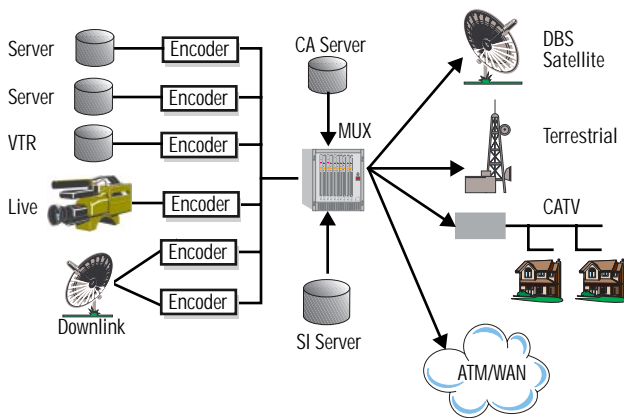 Server
Encoder
Server
Encoder
VTR
Encoder
Live
Encoder
Encoder
Encoder
Downlink
CA Server
MUX
SI Server
DBS
Satellite
Terrestrial
CATV
ATM/WAN